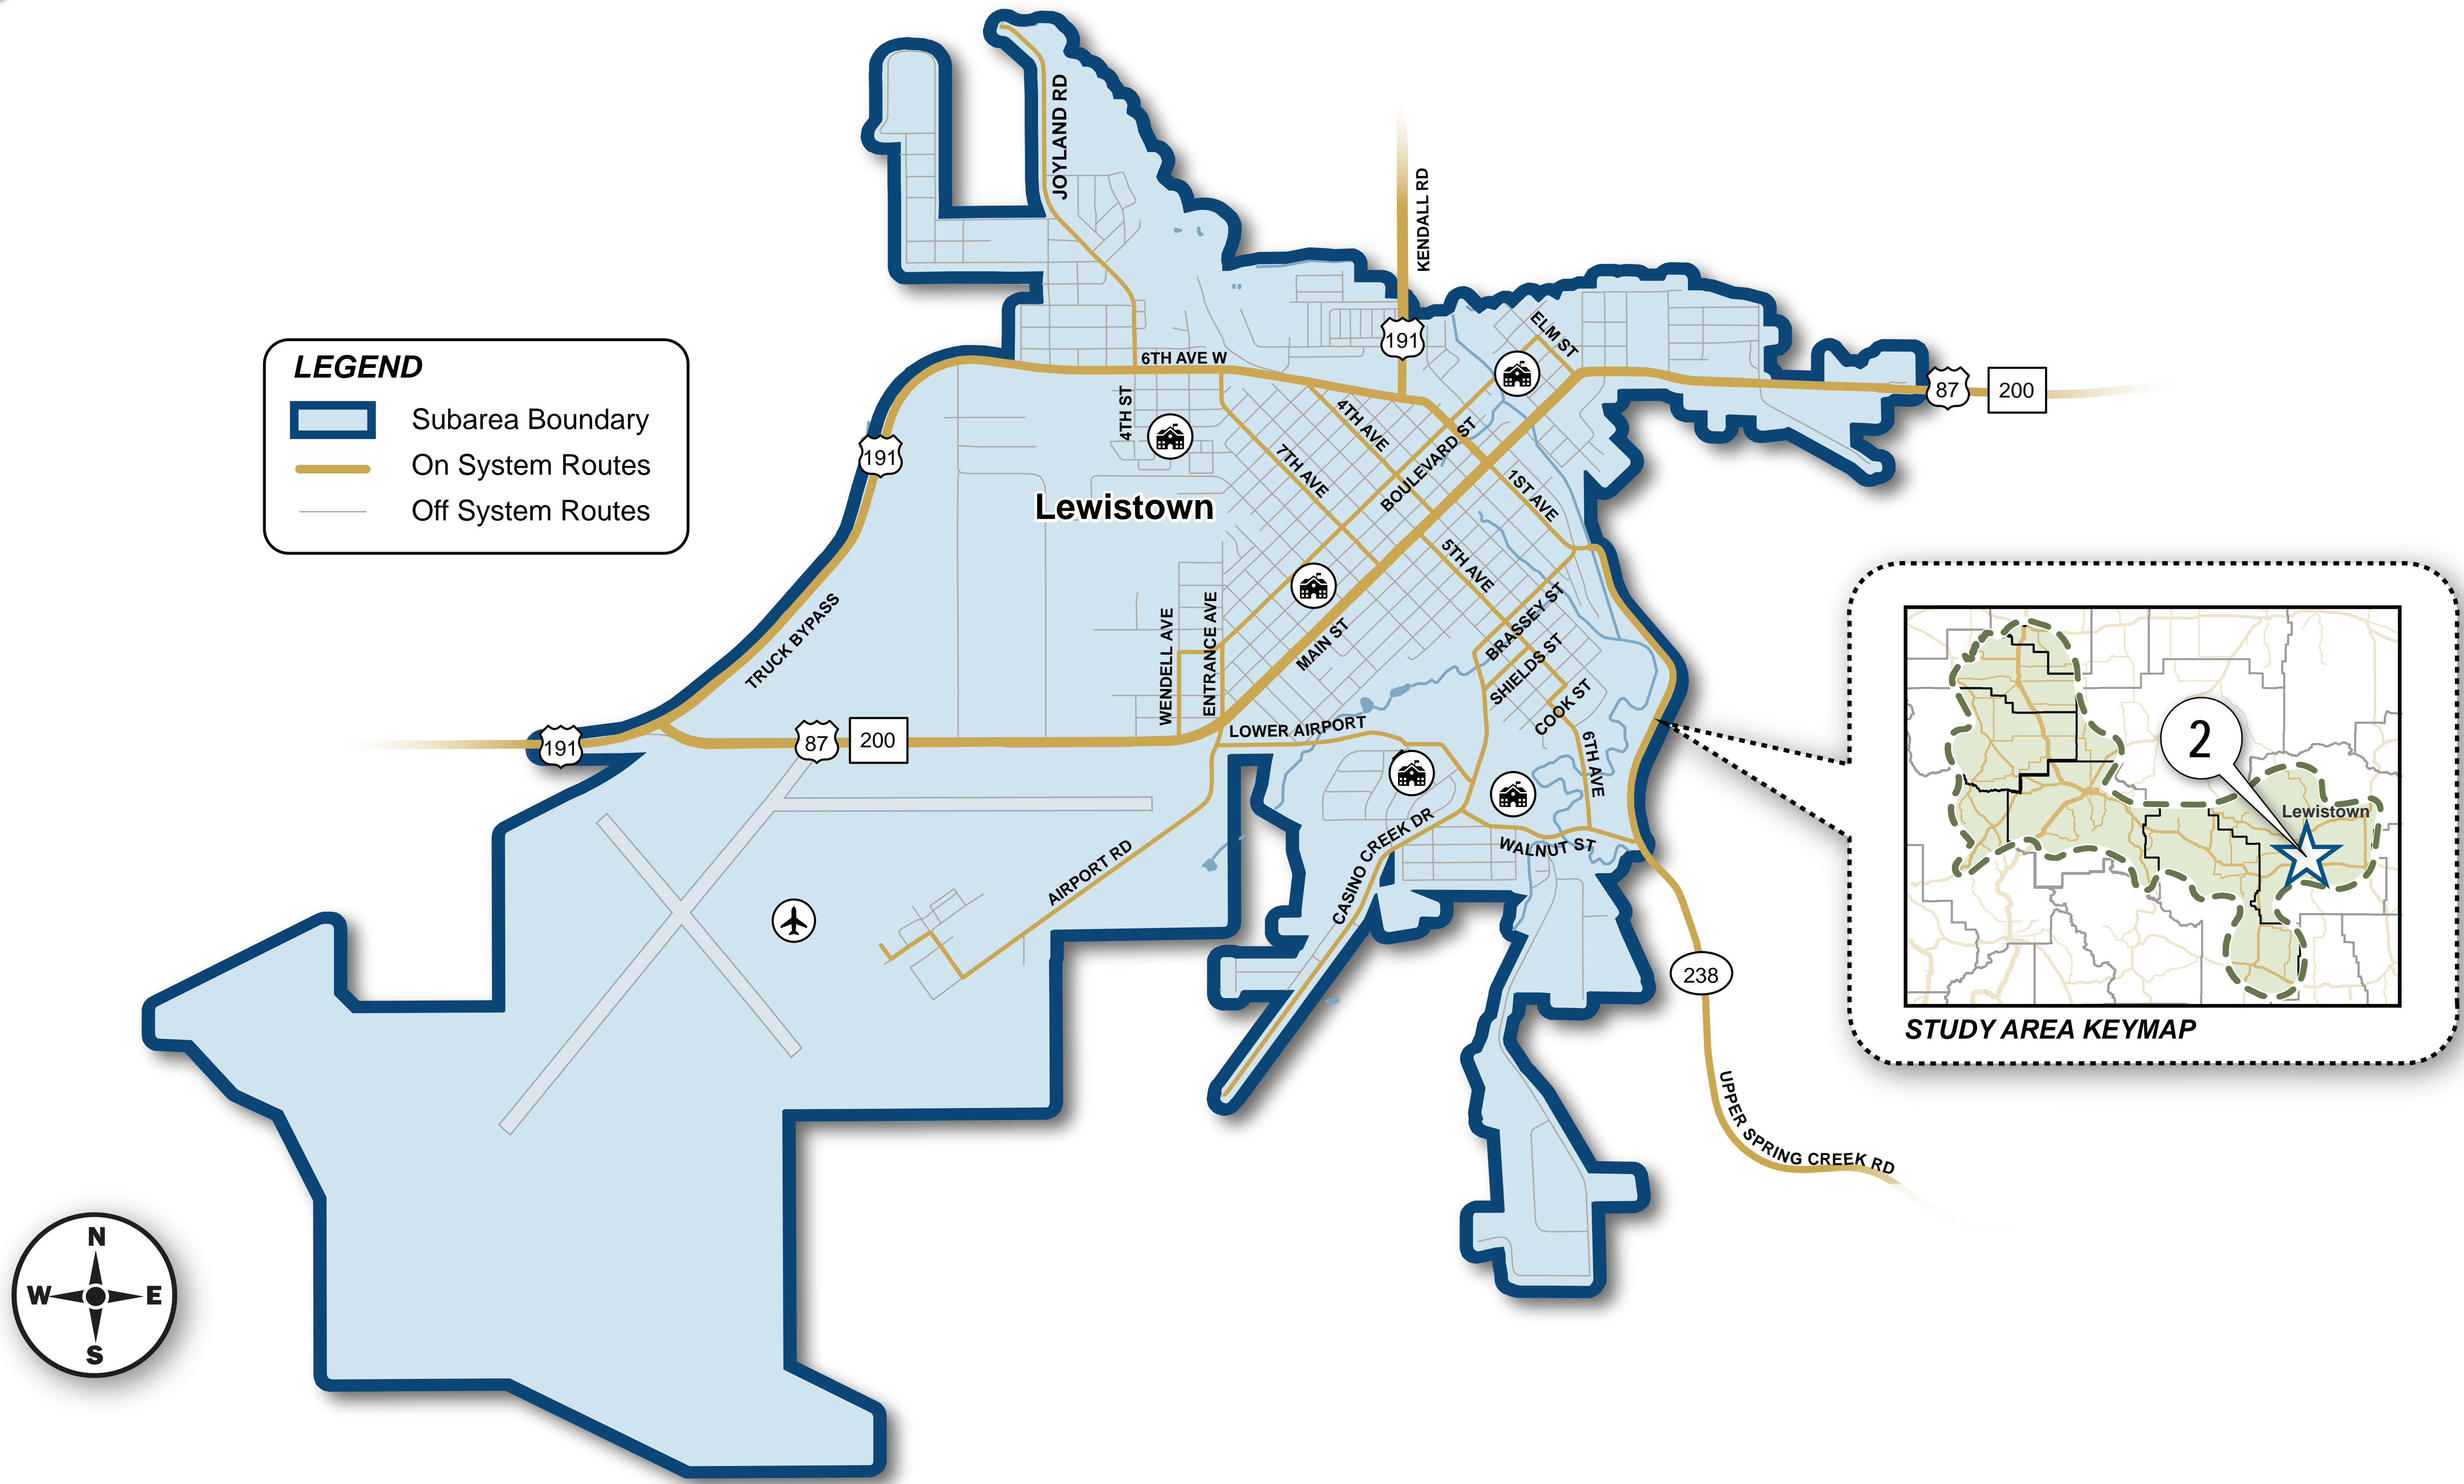 JOYLAND RD
KENDALL RD
191
ELM ST
LEGEND
Subarea Boundary
On System Routes
Off System Routes
6TH AVE W
4TH ST
4TH AVE
87
200
191
7TH AVE
BOULEVARD ST
1ST AVE
Lewistown
5TH AVE
TRUCK BYPASS
WENDELL AVE
ENTRANCE AVE
MAIN ST
BRASSEY ST
SHIELDS ST
COOK ST
191
87
200
LOWER AIRPORT
6TH AVE
AIRPORT RD
CASINO CREEK DR
WALNUT ST
238
UPPER SPRING CREEK RD
2
Lewistown
STUDY AREA KEYMAP
N
W
E
S